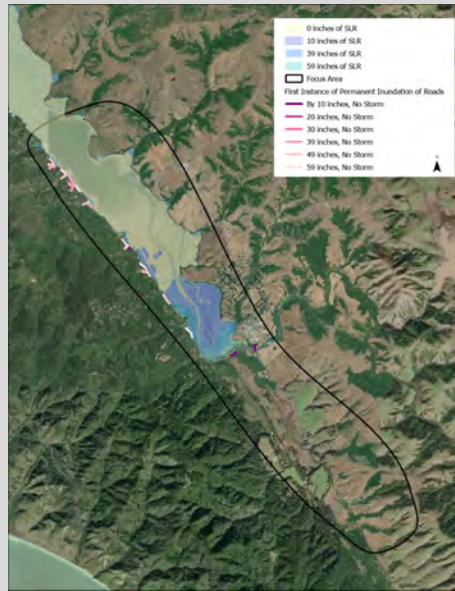 0 inches of SLR
10 inches of SLR
39 inches of SLR
59 inches of SLR
Focus Area
First Instance of Permanent Inundation of Roads
By 10 inches, No Storm
20 inches, No Storm
30 inches, No Storm
39 inches, No Storm
49 inches, No Storm
59 inches, No Storm